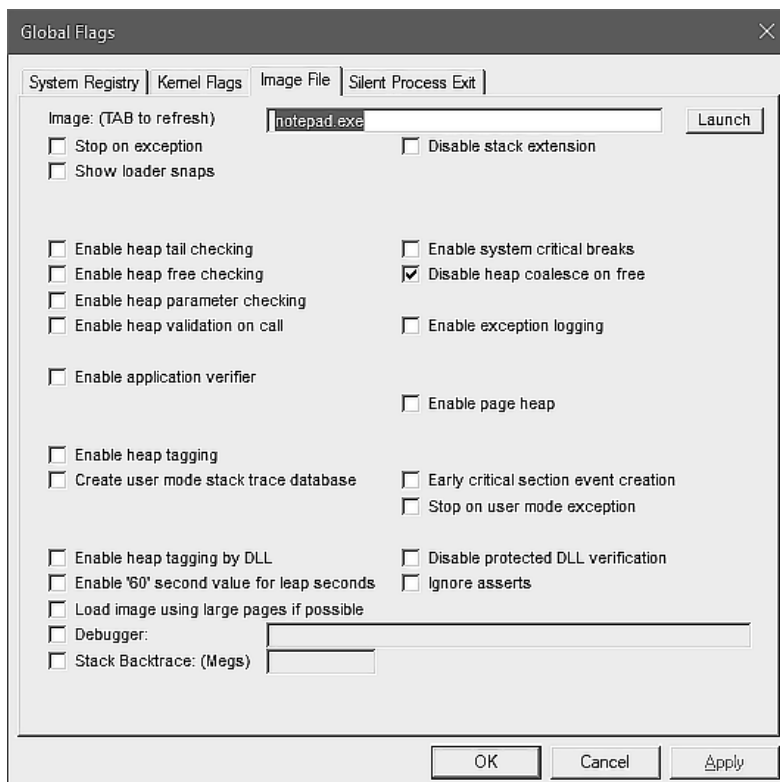 Global Flags
System Registry Kernel Flags Image File Silent Process Exit
Image: (TAB to refresh) notepad.exe Launch
Stop on exception Disable stack extension
Show loader snaps
Enable heap tail checking Enable system critical breaks
Enable heap free checking Disable heap coalesce on free
Enable heap parameter checking
Enable heap validation on call Enable exception logging
Enable application verifier
Enable page heap
Enable heap tagging
Create user mode stack trace database Early critical section event creation
Stop on user mode exception
Enable heap tagging by DLL Disable protected DLL verification
Enable '60' second value for leap seconds Ignore asserts
Load image using large pages if possible
Debugger:
Stack Backtrace: (Megs)
OK Cancel Apply